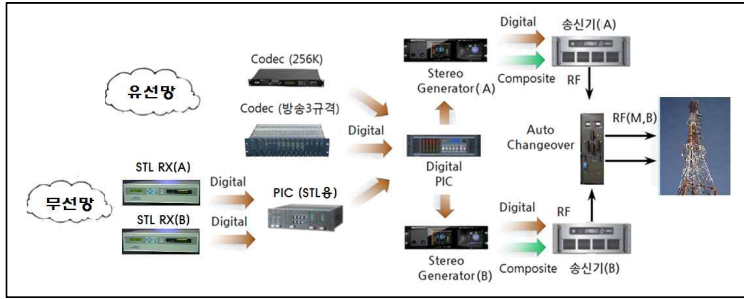 유선망
Codec (256K)
Codec (방송3규격)
Digital
무선망
STL RX(A)
STL RX(B)
Digital
Digital
PIC (STL용)
Digital
PIC
Stereo
Generator(A)
Stereo
Generator(B)
Digital
Composite
송신기(A)
RF
Auto
Changeover
RF(M,B)
RF
Digital
Composite
송신기(B)